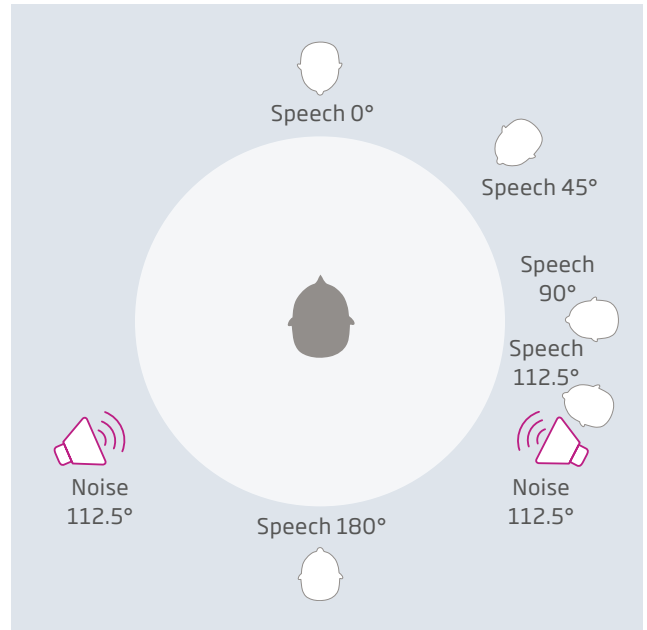 Speech 0°
Speech 45°
Speech
90°
Speech
112.5°
Noise
112.5°
Noise
112.5°
Speech 180°